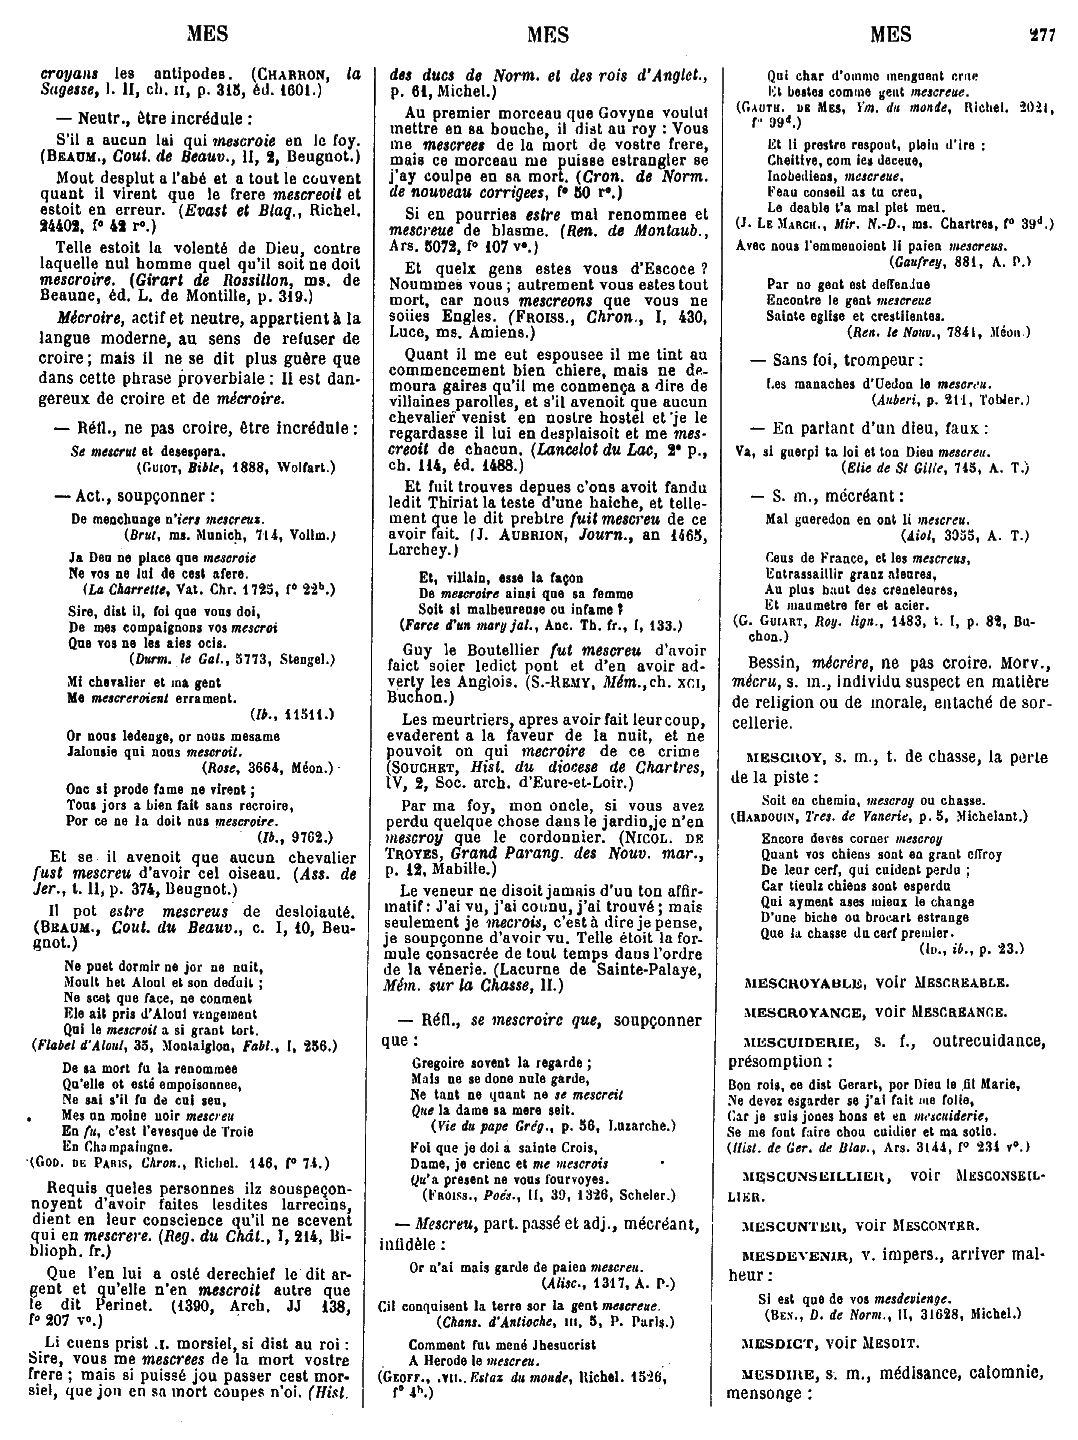 MES
MES
MES
277
croyans les antipodes. (CHARRON, la
Sagesse, l. II, ch. II, p. 315, éd. 1601.)
— Neutr., être incrédule :
S'il a aucun lai qui mescroie en le foy.
(BEAUM., Cout. de Beauv., II, 2, Beugnot.)
Mout desplut a l'abé et a tout le couvent
quant il virent que le frere mescreoit et
estoit en erreur. (Evast et Blaq., Richel.
24402, f° 42 r°.)
Telle estoit la volenté de Dieu, contre
laquelle nul homme quel qu'il soit ne doit
mescroire. (Girart de Rossillon, ms. de
Beaune, éd. L. de Montille, p. 319.)
Mécroire, actif et neutre, appartient à la
langue moderne, au sens de refuser de
croire ; mais il ne se dit plus guère que
dans cette phrase proverbiale : Il est dan-
gereux de croire et de mécroire.
— Réfl., ne pas croire, être incrédule :
Se mescrut et desespera.
(GUIOT, Bible, 1888, Wolfart.)
— Act., soupçonner :
De menchunge n'iers mescreuz.
(Brut, ms. Munich, 714, Vollm.)
Ja Deu ne place que mescroie
Ne vos ne lui de cest afere.
(La Charrette, Vat. Chr. 1725, f° 22b.)
Sire, dist il, foi que vous doi,
De mes compaignons vos mescroi
Que vos ne les aies ocis.
(Durm. le Gal., 5773, Stengel.)
Mi chevalier et ma gent
Me mescreroient errament.
(Ib., 11511.)
Or nous ledenge, or nous mesame
Jalousie qui nous mescroit.
(Rose, 3664, Méon.)
Onc si prode fame ne virent ;
Tous jors a bien fait sans recroire,
Por ce ne la doit nus mescroire.
(Ib., 9762.)
Et se il avenoit que aucun chevalier
fust mescreu d'avoir cel oiseau. (Ass. de
Jer., t. II, p. 374, Beugnot.)
Il pot estre mescreus de desloiauté.
(BEAUM., Cout. du Beauv., c. I, 10, Beu-
gnot.)
Ne puet dormir ne jor ne nuit,
Moult het Aloul et son deduit ;
Ne scet que face, ne conment
Ele ait pris d'Aloul vengement
Qui le mescroit a si grant tort.
(Flabel d'Aloul, 35, Montaiglon, Fabl., I, 256.)
De sa mort fu la renommee
Qu'elle ot esté empoisonnee,
Ne sai s'il fu de cui seu,
Mes un moine noir mescreu
En fu, c'est l'evesque de Troie
En Champaingne.
(GOD. DE PARIS, Chron., Richel. 146, f° 74.)
Requis queles personnes ilz souspeçon-
noyent d'avoir faites lesdites larrecins,
dient en leur conscience qu'il ne scevent
qui en mescrere. (Reg. du Chât., I, 214, Bi-
blioph. fr.)
Que l'en lui a osté derechief le dit ar-
gent et qu'elle n'en mescroit autre que
le dit Perinet. (1390, Arch. JJ 138,
f° 207 v°.)
Li cuens prist .I. morsiel, si dist au roi :
Sire, vous me mescrees de la mort vostre
frere ; mais si puissé jou passer cest mor-
siel, que jou en sa mort coupes n'oi. (Hist.
des ducs de Norm. et des rois d'Anglet.,
p. 61, Michel.)
Au premier morceau que Govyne voulut
mettre en sa bouche, il dist au roy : Vous
me mescrees de la mort de vostre frere,
mais ce morceau me puisse estrangler se
j'ay coulpe en sa mort. (Cron. de Norm.
de nouveau corrigees, f° 50 r°.)
Si en pourries estre mal renommee et
mescreue de blasme. (Ren. de Montaub.,
Ars. 5072, f° 107 v°.)
Et quelx gens estes vous d'Escoce ?
Noummes vous ; autrement vous estes tout
mort, car nous mescreons que vous ne
soiies Engles. (FROISS., Chron., I, 430,
Luce, ms. Amiens.)
Quant il me eut espousee il me tint au
commencement bien chiere, mais ne de-
moura gaires qu'il me conmença a dire de
villaines parolles, et s'il avenoit que aucun
chevalier venist en nostre hostel et je le
regardasse il lui en desplaisoit et me mes-
creoit de chacun. (Lancelot du Lac, 2e p.,
ch. 114, éd. 1488.)
Et fuit trouves depues c'ons avoit fandu
ledit Thiriat la teste d'une haiche, et telle-
ment que le dit prebtre fuit mescreu de ce
avoir fait. (J. AUBRION, Journ., an 1465,
Larchey.)
Et, villain, esse la façon
De mescroire ainsi que sa femme
Soit si malheureuse ou infame ?
(Farce d'un mary jal., Anc. Th. fr., I, 133.)
Guy le Boutellier fut mescreu d'avoir
faict soier ledict pont et d'en avoir ad-
verty les Anglois. (S.-REMY, Mém., ch. XCI,
Buchon.)
Les meurtriers, apres avoir fait leur coup,
evaderent a la faveur de la nuit, et ne
pouvoit on qui mecroire de ce crime
(SOUCHET, Hist. du diocese de Chartres,
IV, 2, Soc. arch. d'Eure-et-Loir.)
Par ma foy, mon oncle, si vous avez
perdu quelque chose dans le jardin, je n'en
mescroy que le cordonnier. (NICOL. DE
TROYES, Grand Parang. des Nouv. mar.,
p. 12, Mabille.)
Le veneur ne disoit jamais d'un ton affir-
matif : J'ai vu, j'ai connu, j'ai trouvé ; mais
seulement je mecrois, c'est à dire je pense,
je soupçonne d'avoir vu. Telle étoit la for-
mule consacrée de tout temps dans l'ordre
de la vénerie. (Lacurne de Sainte-Palaye,
Mém. sur la Chasse, II.)
— Réfl., se mescroire que, soupçonner
que :
Gregoire sovent la regarde ;
Mais ne se done nule garde,
Ne tant ne quant ne se mescreit
Que la dame sa mere seit.
(Vie du pape Grég., p. 56, Luzarche.)
Foi que je doi a sainte Crois,
Dame, je crienc et me mescrois
Qu'a present ne vous fourvoyes.
(FROISS., Poés., II, 39, 1326, Scheler.)
— Mescreu, part. passé et adj., mécréant,
infidèle :
Or n'ai mais garde de paien mescreu.
(Alisc., 1317, A. P.)
Cil conquisent la terre sor la gent mescreue.
(Chans. d'Antioche, III, 5, P. Paris.)
Comment fut mené Jhesucrist
A Herode le mescreu.
(GEOFF., .VII. Estaz du monde, Richel. 1526,
f° 4b.)
Qui char d'omme menguent crue
Et bestes comme gent mescreue.
(GAUTH. DE MES, Ym. du monde, Richel. 2021,
f° 99d.)
Et li prestre respont, plein d'ire :
Cheitive, com ies deceue,
Inobediens, mescreue,
Feau conseil as tu creu,
Le deable t'a mal plet meu.
(J. LE MARCH., Mir. N.-D., ms. Chartres, f° 39d.)
Avec nous l'emmenoient li paien mescreus.
(Gaufrey, 881, A. P.)
Par no gent est deffendue
Encontre le gent mescreue
Sainte eglise et crestiientes.
(Ren. le Nouv., 7841, Méon.)
— Sans foi, trompeur :
Les manaches d'Uedon le mescreu.
(Auberi, p. 211, Tobler.)
— En parlant d'un dieu, faux :
Va, si guerpi ta loi et ton Dieu mescreu.
(Elie de St Gille, 745, A. T.)
— S. m., mécréant :
Mal gueredon en ont li mescreu.
(Aiol, 3955, A. T.)
Ceus de France, et les mescreus,
Entrassaillir granz aleures,
Au plus haut des creneleures,
Et maumetre fer et acier.
(G. GUIART, Roy. lign., 1483, t. I, p. 82, Bu-
chon.)
Bessin, mécrére, ne pas croire. Morv.,
mécru, s. m., individu suspect en matière
de religion ou de morale, entaché de sor-
cellerie.
MESCROY, s. m., t. de chasse, la perte
de la piste :
Soit en chemin, mescroy ou chasse.
(HARDOUIN, Tres. de Vanerie, p. 5, Michelant.)
Encore deves corner mescroy
Quant vos chiens sont en grant effroy
De leur cerf, qui cuident perdu ;
Car tieulz chiens sont esperdu
Qui ayment ases mieux le change
D'une biche ou brocart estrange
Que la chasse du cerf premier.
(ID., ib., p. 23.)
MESCROYABLE, voir MESCREABLE.
MESCROYANCE, voir MESCREANCE.
MESCUIDERIE, s. f., outrecuidance,
présomption :
Bon rois, ce dist Gerart, por Dieu le fil Marie,
Ne devez esgarder se j'ai fait me folie,
Car je suis jones hons et en mescuiderie,
Se me font faire chou cuidier et ma sotie.
(Hist. de Ger. de Blav., Ars. 3144, f° 234 v°.)
MESCUNSEILLIER, voir MESCONSEIL-
LIER.
MESCUNTER, voir MESCONTER.
MESDEVENIR, v. impers., arriver mal-
heur :
Si est que de vos mesdevienge.
(BEN., D. de Norm., II, 31628, Michel.)
MESDICT, voir MESDIT.
MESDIRE, s. m., médisance, calomnie,
mensonge :